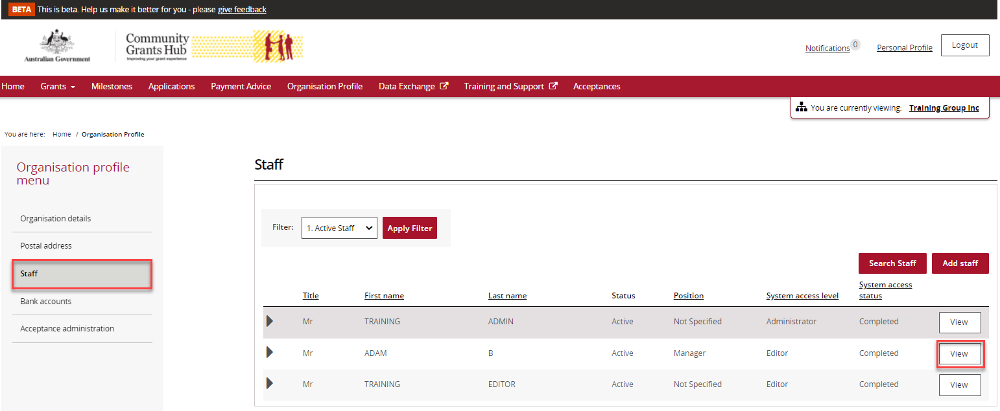 BETA This is beta. Help us make it better for you - please give feedback
Australian Government
Community
Grants Hub
Improving your grant experience
Notifications 0
Personal Profile
Logout
Home Grants Milestones Applications Payment Advice Organisation Profile Data Exchange Training and Support Acceptances
You are currently viewing: Training Group Inc
You are here: Home / Organisation Profile
Organisation profile
menu
Organisation details
Postal address
Staff
Bank accounts
Acceptance administration
Staff
Filter: 1. Active Staff Apply Filter
Search Staff Add staff
Title First name Last name Status Position System access level System access
status
Mr TRAINING ADMIN Active Not Specified Administrator Completed View
Mr ADAM B Active Manager Editor Completed View
Mr TRAINING EDITOR Active Not Specified Editor Completed View